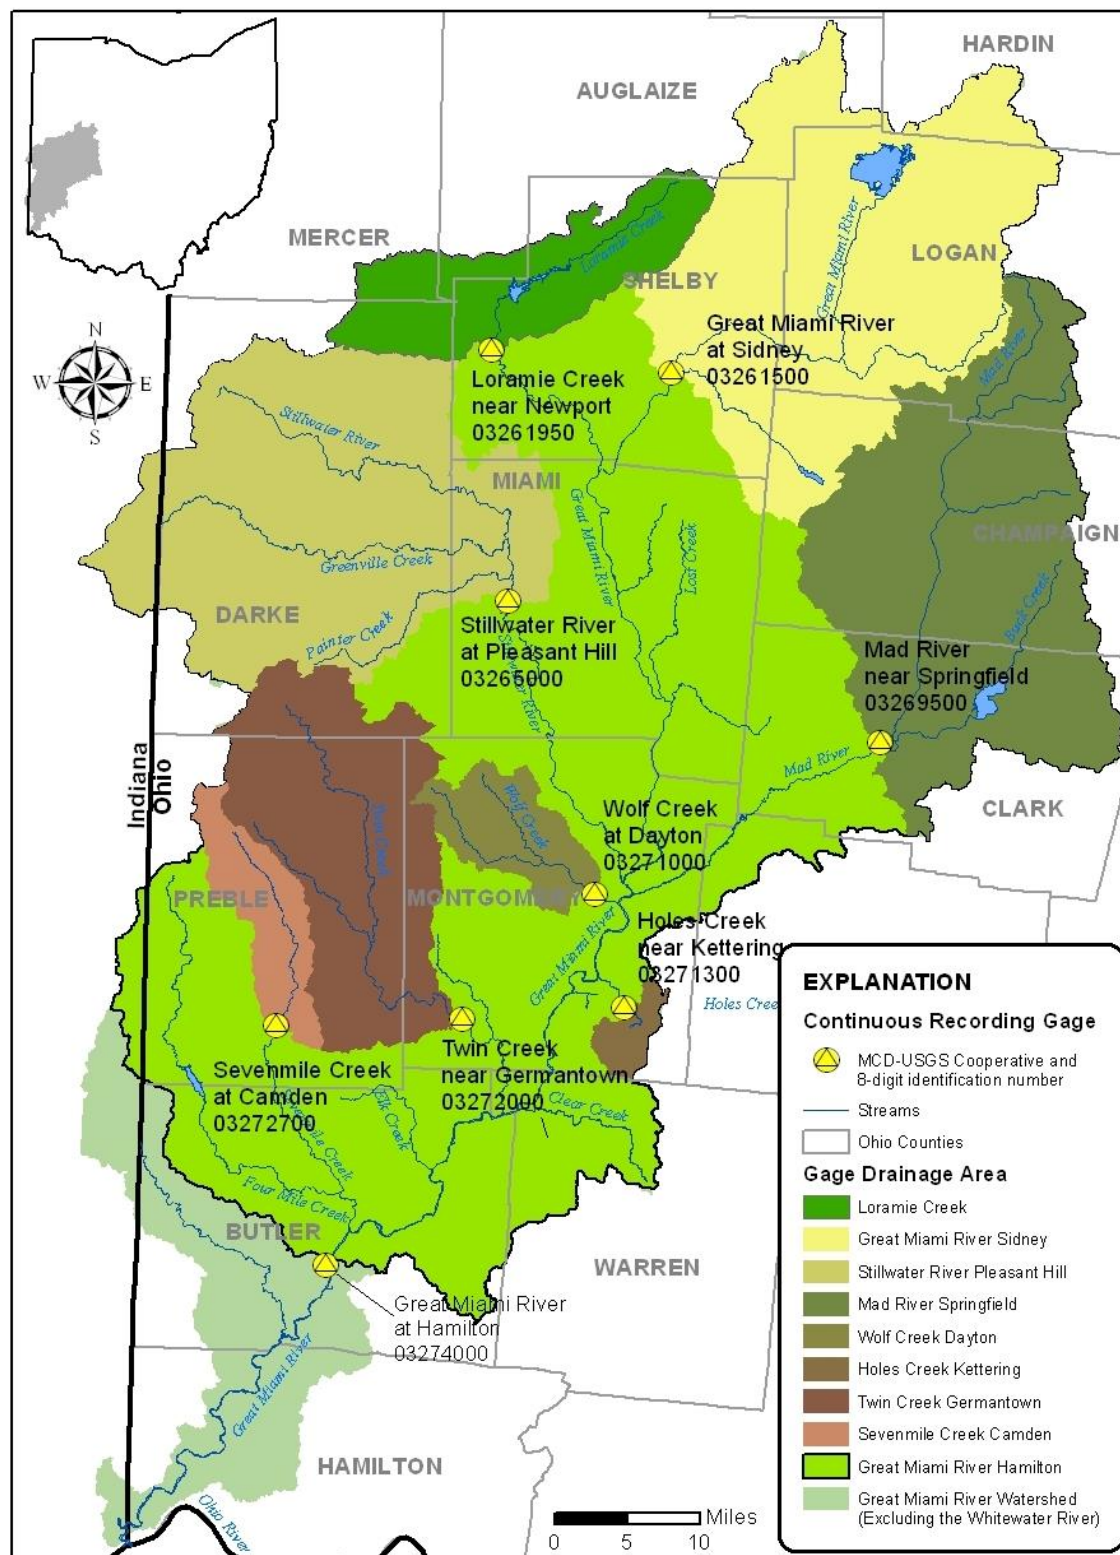 HARDIN
AUGLAIZE
MERCER
LOGAN
SHELBY
Loramie Creek
Great Miami River
Mad River
N
W E
S
Great Miami River
at Sidney
03261500
Loramie Creek
near Newport
03261950
Stillwater River
MIAMI
Great Miami River
Lost Creek
CHAMPAIGN
Greenville Creek
Buck Creek
DARKE
Painter Creek
Stillwater River
at Pleasant Hill
03265000
Stillwater River
Mad River
near Springfield
03269500
Indiana
Ohio
Mad River
CLARK
Wolf Creek
Wolf Creek
at Dayton
03271000
Twin Creek
PREBLE
MONTGOMERY
Great Miami River
Holes Creek
near Kettering
03271300
Holes Cree
Sevenmile Creek
at Camden
03272700
Twin Creek
near Germantown
03272000
Sevenmile Creek
Elk Creek
Clear Creek
Four Mile Creek
BUTLER
WARREN
Great Miami River
at Hamilton
03274000
Great Miami River
HAMILTON
Ohio River
Miles
0 5 10
EXPLANATION
Continuous Recording Gage
MCD-USGS Cooperative and
8-digit identification number
Streams
Ohio Counties
Gage Drainage Area
Loramie Creek
Great Miami River Sidney
Stillwater River Pleasant Hill
Mad River Springfield
Wolf Creek Dayton
Holes Creek Kettering
Twin Creek Germantown
Sevenmile Creek Camden
Great Miami River Hamilton
Great Miami River Watershed
(Excluding the Whitewater River)